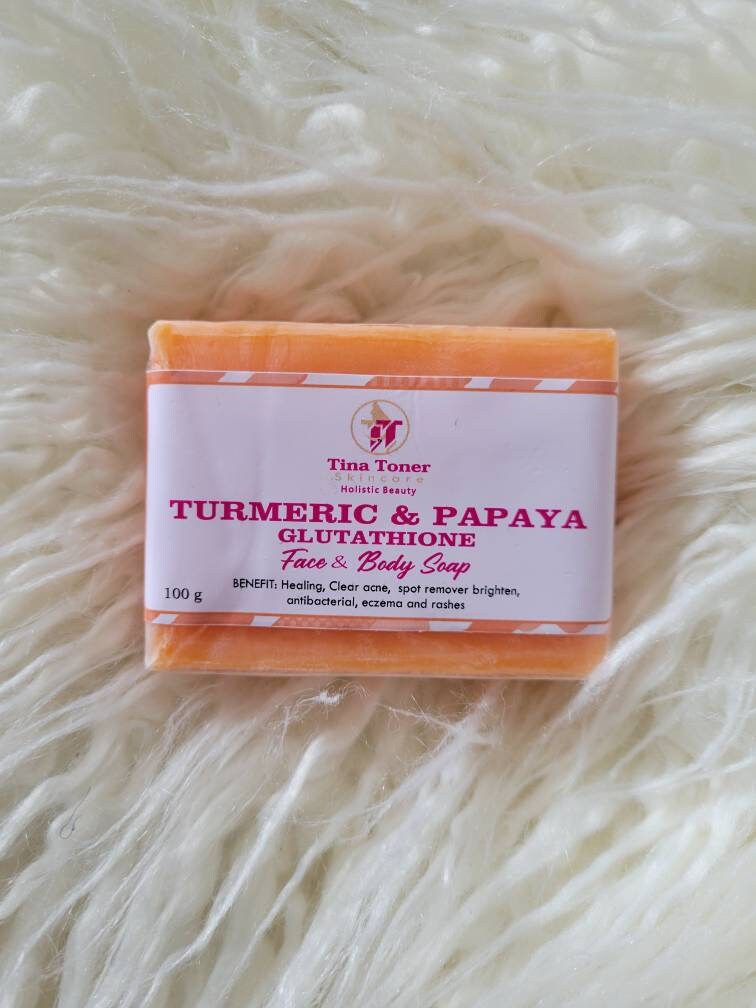 TT
Tina Toner
Skincare
Holistic Beauty
TURMERIC & PAPAYA
GLUTATHIONE
Face & Body Soap
BENEFIT: Healing, Clear acne, spot remover brighten,
antibacterial, eczema and rashes
100 g